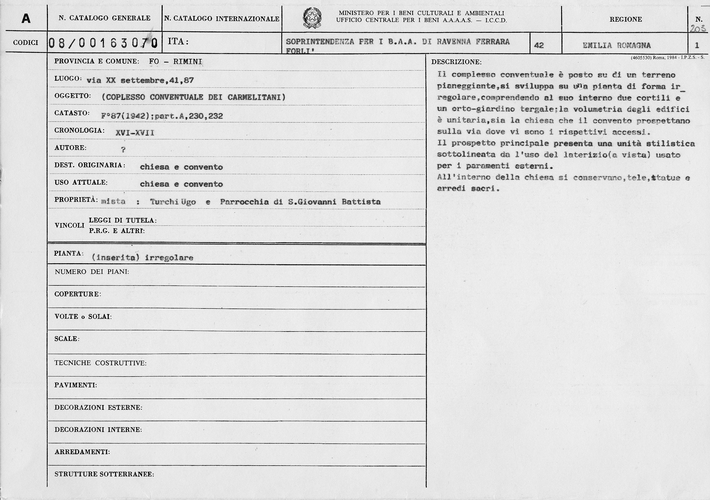 A
N. CATALOGO GENERALE
N. CATALOGO INTERNAZIONALE
MINISTERO PER I BENI CULTURALI E AMBIENTALI
UFFICIO CENTRALE PER I BENI A.A.A.A.S. - I.C.C.D.
REGIONE
N.
205
CODICI
08/00163070
ITA:
SOPRINTENDENZA PER I B.A.A. DI RAVENNA FERRARA
FORLI'
42
EMILIA ROMAGNA
1
(4605130) Roma, 1984 - I.P.Z.S. - S.
PROVINCIA E COMUNE: FO - RIMINI
LUOGO: via XX settembre,41,87
OGGETTO: (COPLESSO CONVENTUALE DEI CARMELITANI)
CATASTO: F°87(1942);part.A,230,232
CRONOLOGIA: XVI-XVII
AUTORE: ?
DEST. ORIGINARIA: chiesa e convento
USO ATTUALE: chiesa e convento
PROPRIETÀ: mista : Turchi Ugo e Parrocchia di S.Giovanni Battista
VINCOLI
LEGGI DI TUTELA:
P.R.G. E ALTRI:
PIANTA: (inserita) irregolare
NUMERO DEI PIANI:
COPERTURE:
VOLTE o SOLAI:
SCALE:
TECNICHE COSTRUTTIVE:
PAVIMENTI:
DECORAZIONI ESTERNE:
DECORAZIONI INTERNE:
ARREDAMENTI:
STRUTTURE SOTTERRANEE:
DESCRIZIONE:
Il complesso conventuale è posto su di un terreno
pianeggiante,si sviluppa su una pianta di forma ir_
regolare,comprendendo al suo interno due cortili e
un orto-giardino tergale;la volumetria degli edifici
è unitaria,sia la chiesa che il convento prospettano
sulla via dove vi sono i rispettivi accessi.
Il prospetto principale presenta una unità stilistica
sottolineata da l'uso del laterizio(a vista) usato
per i paramenti esterni.
All'interno della chiesa si conservano,tele,statue e
arredi sacri.